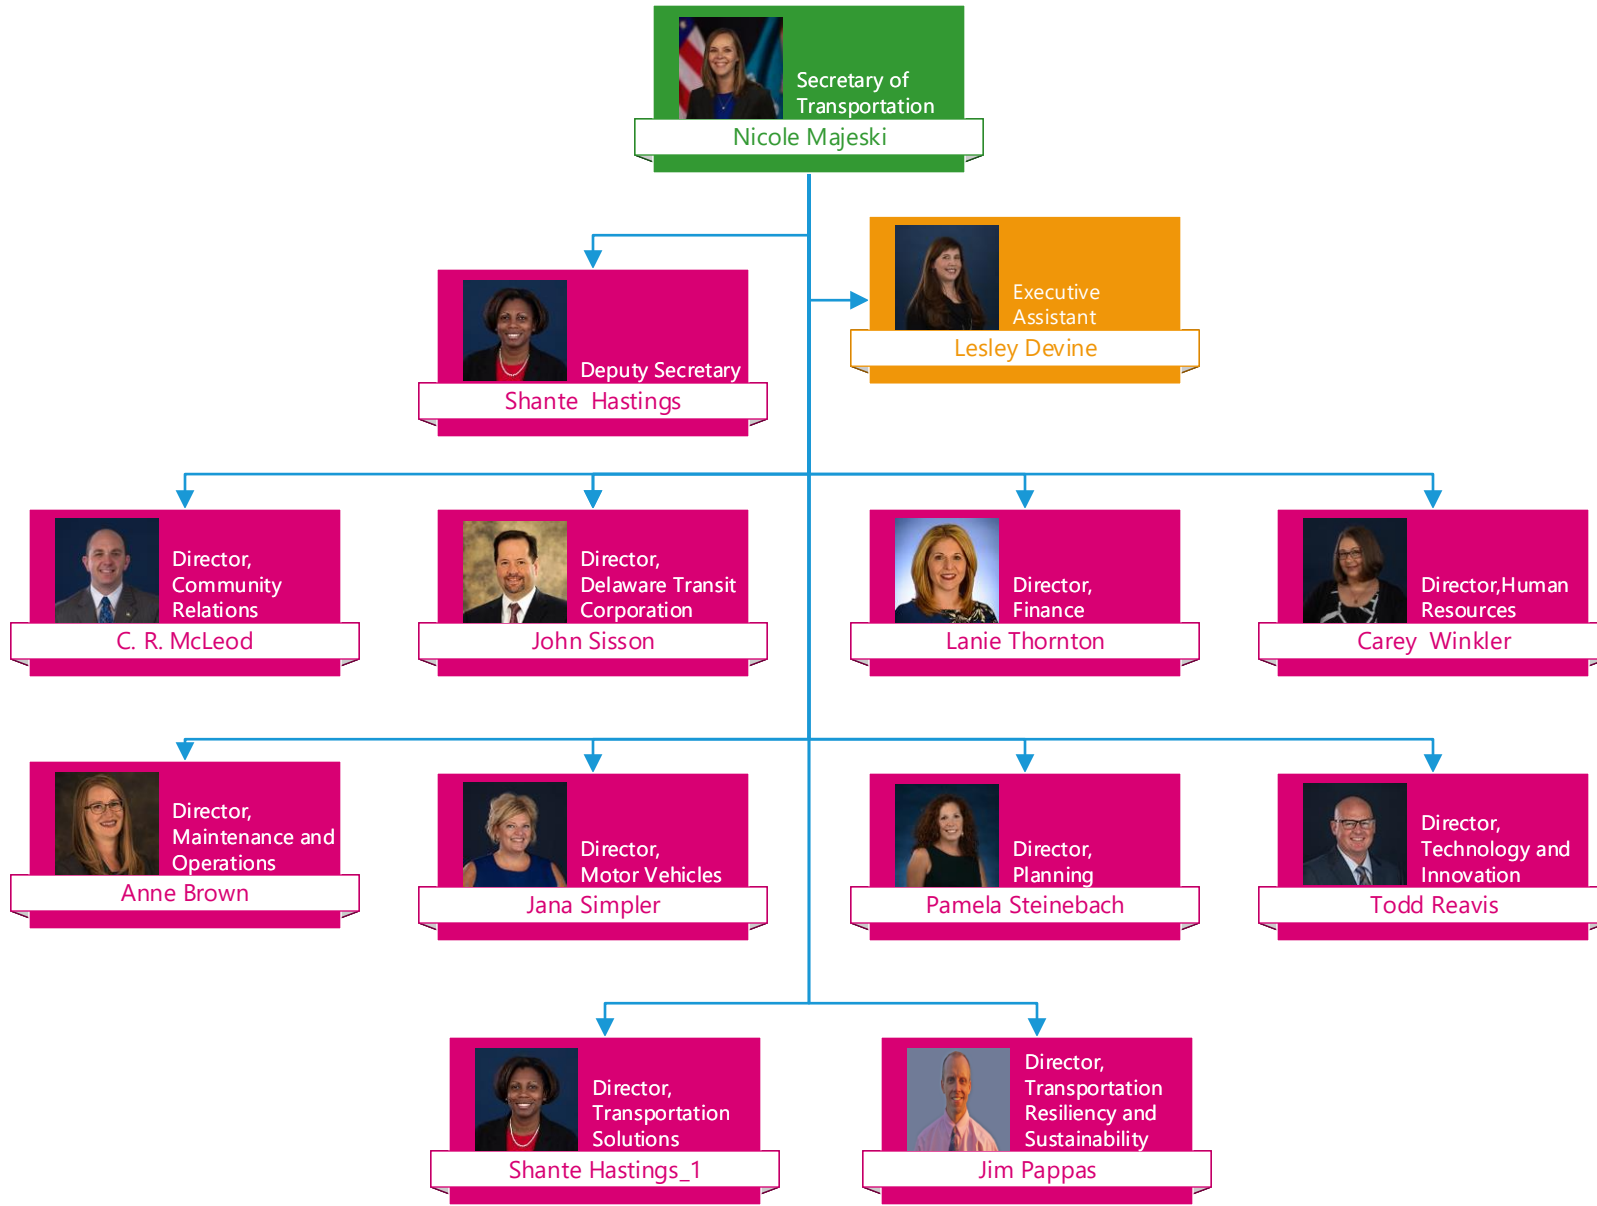 Secretary of
Transportation
Nicole Majeski
Executive
Assistant
Lesley Devine
Deputy Secretary
Shante  Hastings
Director,
Community
Relations
C. R. McLeod
Director,
Delaware Transit
Corporation
John Sisson
Director,
Finance
Lanie Thornton
Director,Human
Resources
Carey  Winkler
Director,
Maintenance and
Operations
Anne Brown
Director,
Motor Vehicles
Jana Simpler
Director,
Planning
Pamela Steinebach
Director,
Technology and
Innovation
Todd Reavis
Director,
Transportation
Solutions
Shante Hastings_1
Director,
Transportation
Resiliency and
Sustainability
Jim Pappas